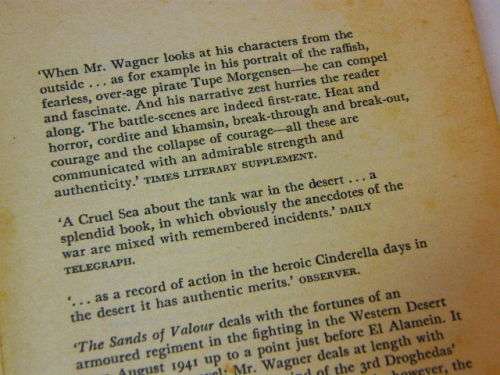 'When Mr. Wagner looks at his characters from the
outside . . . as for example in his portrait of the raffish,
fearless, over-age pirate Tupe Morgensen—he can compel
and fascinate. And his narrative zest hurries the reader
along. The battle-scenes are indeed first-rate. Heat and
horror, cordite and khamsin, break-through and break-out,
courage and the collapse of courage—all these are
communicated with an admirable strength and
authenticity.' TIMES LITERARY SUPPLEMENT.
'A Cruel Sea about the tank war in the desert . . . a
splendid book, in which obviously the anecdotes of the
war are mixed with remembered incidents.' DAILY
TELEGRAPH.
'. . . as a record of action in the heroic Cinderella days in
the desert it has authentic merits.' OBSERVER.
'The Sands of Valour deals with the fortunes of an
armoured regiment in the fighting in the Western Desert
August 1941 up to a point just before El Alamein. It
Mr. Wagner deals at length with
of the 3rd Droghedas'
however, the